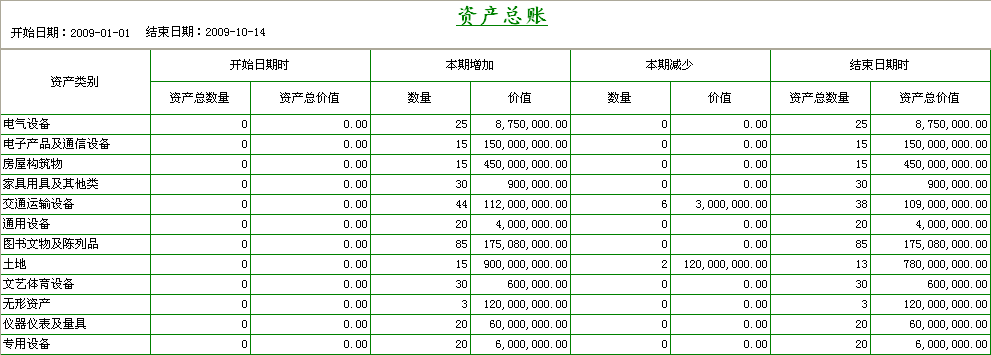 资产总账
开始日期：2009-01-01 结束日期：2009-10-14
资产类别 开始日期时 本期增加 本期减少 结束日期时
资产总数量 资产总价值 数量 价值 数量 价值 资产总数量 资产总价值
电气设备 0 0.00 25 8,750,000.00 0 0.00 25 8,750,000.00
电子产品及通信设备 0 0.00 15 150,000,000.00 0 0.00 15 150,000,000.00
房屋构筑物 0 0.00 15 450,000,000.00 0 0.00 15 450,000,000.00
家具用具及其他类 0 0.00 30 900,000.00 0 0.00 30 900,000.00
交通运输设备 0 0.00 44 112,000,000.00 6 3,000,000.00 38 109,000,000.00
通用设备 0 0.00 20 4,000,000.00 0 0.00 20 4,000,000.00
图书文物及陈列品 0 0.00 85 175,080,000.00 0 0.00 85 175,080,000.00
土地 0 0.00 15 900,000,000.00 2 120,000,000.00 13 780,000,000.00
文艺体育设备 0 0.00 30 600,000.00 0 0.00 30 600,000.00
无形资产 0 0.00 3 120,000,000.00 0 0.00 3 120,000,000.00
仪器仪表及量具 0 0.00 20 60,000,000.00 0 0.00 20 60,000,000.00
专用设备 0 0.00 20 6,000,000.00 0 0.00 20 6,000,000.00